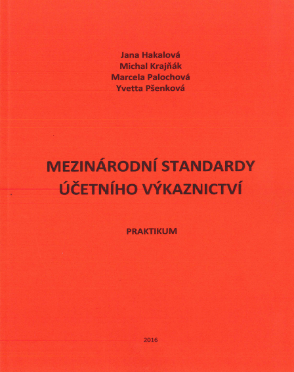 Jana Hakalová
Michal Krajňák
Marcela Palochová
Yvetta Pšenková
MEZINÁRODNÍ STANDARDY
ÚČETNÍHO VÝKAZNICTVÍ
PRAKTIKUM
2016